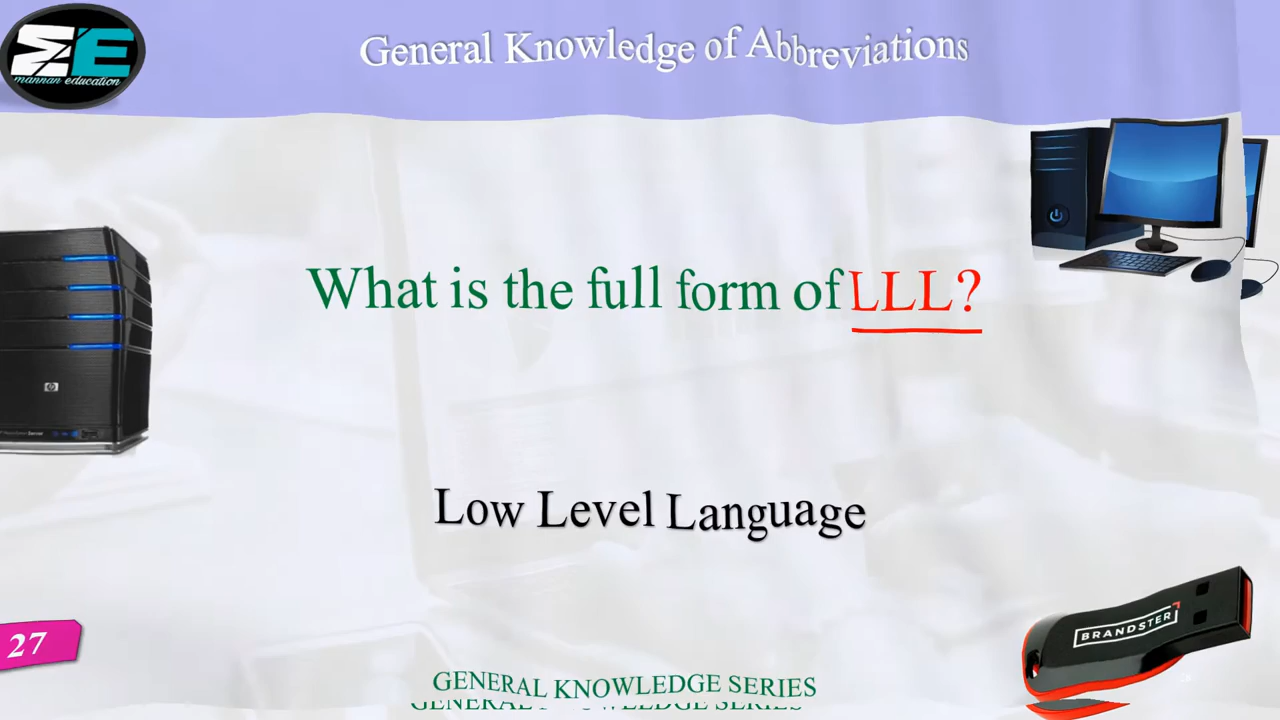 mannan education
General Knowledge of Abbreviations
What is the full form of LLL?
Low Level Language
BRANDSTER
27
GENERAL KNOWLEDGE SERIES